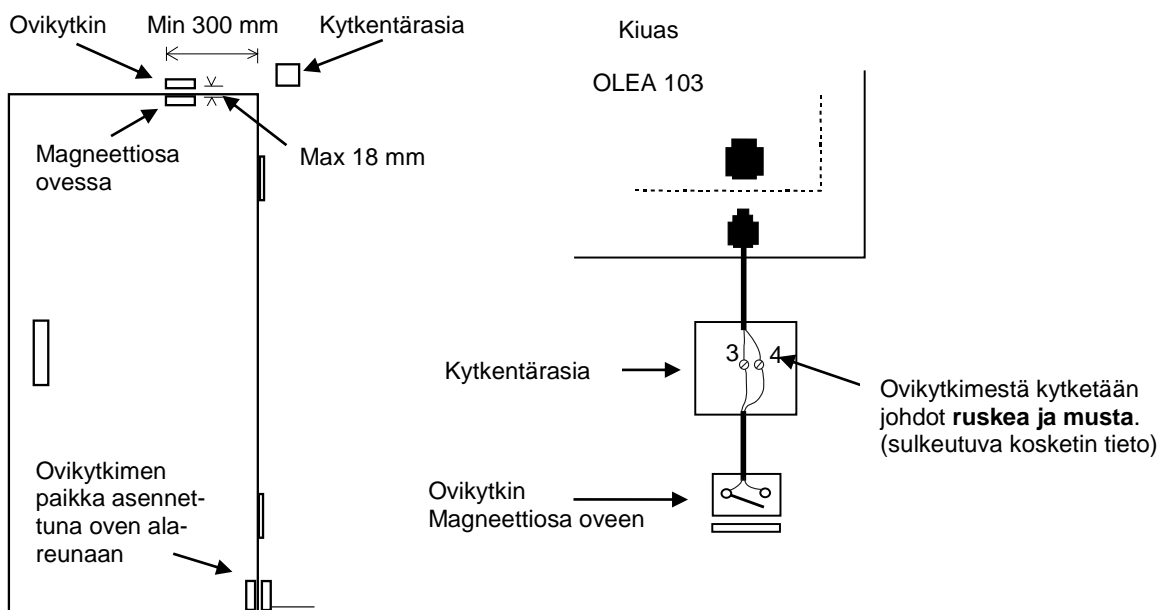 Ovikytkin
Min 300 mm
Kytkentärasia
Magneettiosa
ovessa
Max 18 mm
Ovikytkimen
paikka asennet-
tuna oven ala-
reunaan
Kiuas
OLEA 103
Kytkentärasia
3 4
Ovikytkimestä kytketään
johdot ruskea ja musta.
(sulkeutuva kosketin tieto)
Ovikytkin
Magneettiosa oveen